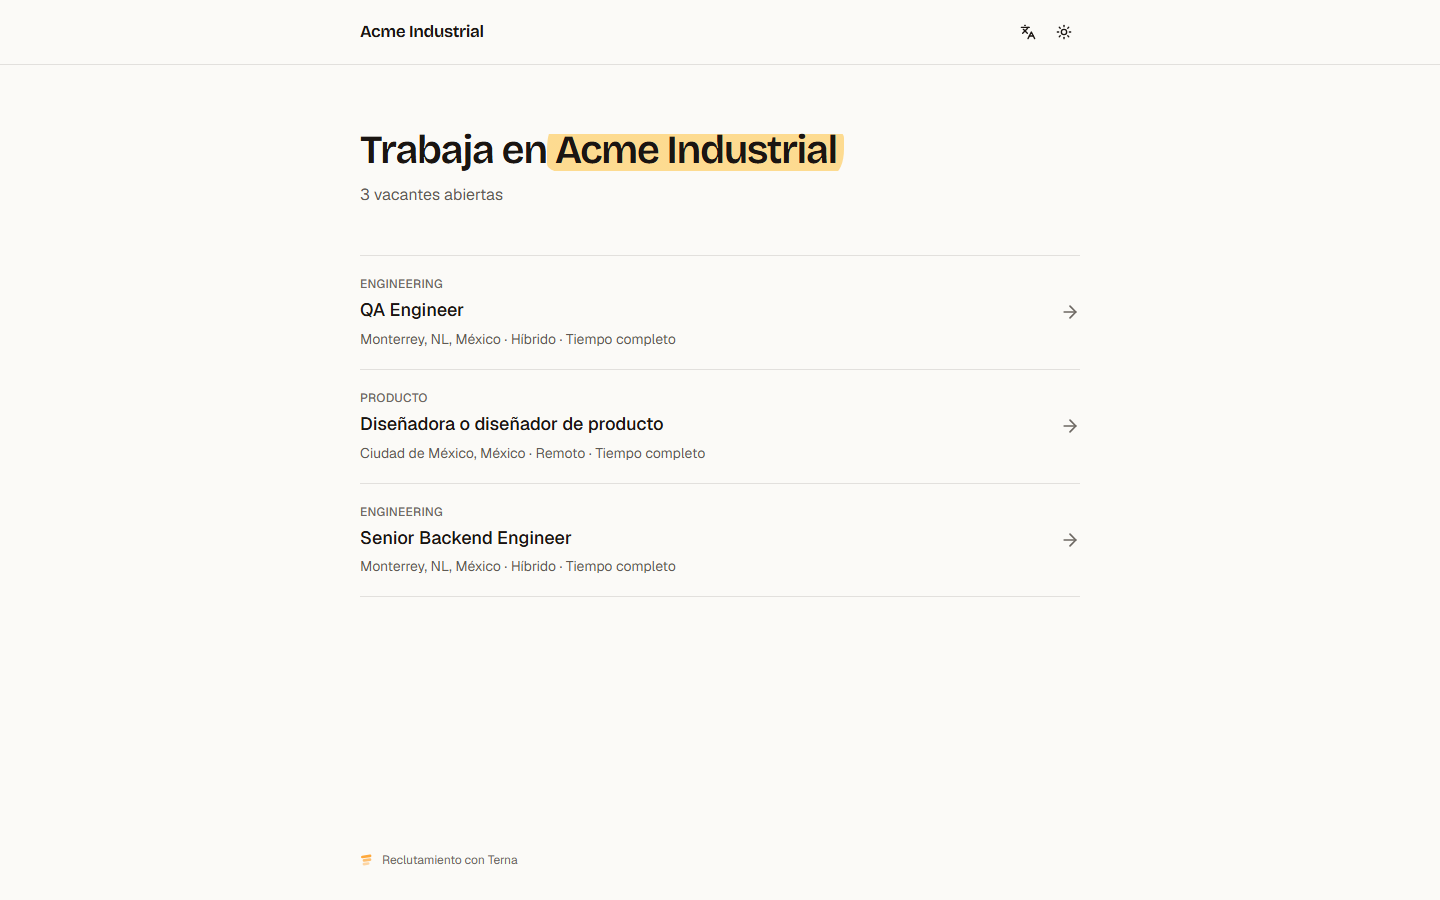 Acme Industrial
Trabaja en Acme Industrial
3 vacantes abiertas
ENGINEERING
QA Engineer
Monterrey, NL, México · Híbrido · Tiempo completo
PRODUCTO
Diseñadora o diseñador de producto
Ciudad de México, México · Remoto · Tiempo completo
ENGINEERING
Senior Backend Engineer
Monterrey, NL, México · Híbrido · Tiempo completo
Reclutamiento con Terna